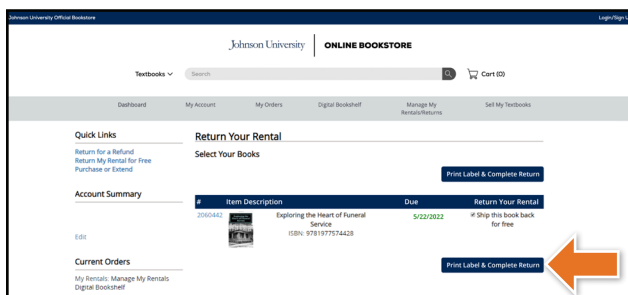 Johnson University Official Bookstore
Login/Sign U
Johnson University ONLINE BOOKSTORE
Textbooks
Search
Cart (0)
Dashboard My Account My Orders Digital Bookshelf Manage My Rentals/Returns Sell My Textbooks
Quick Links
Return for a Refund
Return My Rental for Free
Purchase or Extend
Account Summary
Edit
Current Orders
My Rentals: Manage My Rentals
Digital Bookshelf
Return Your Rental
Select Your Books
Print Label & Complete Return
# Item Description Due Return Your Rental
2060442 Exploring the Heart of Funeral Service 5/22/2022 Ship this book back for free
ISBN: 9781977574428
Print Label & Complete Return